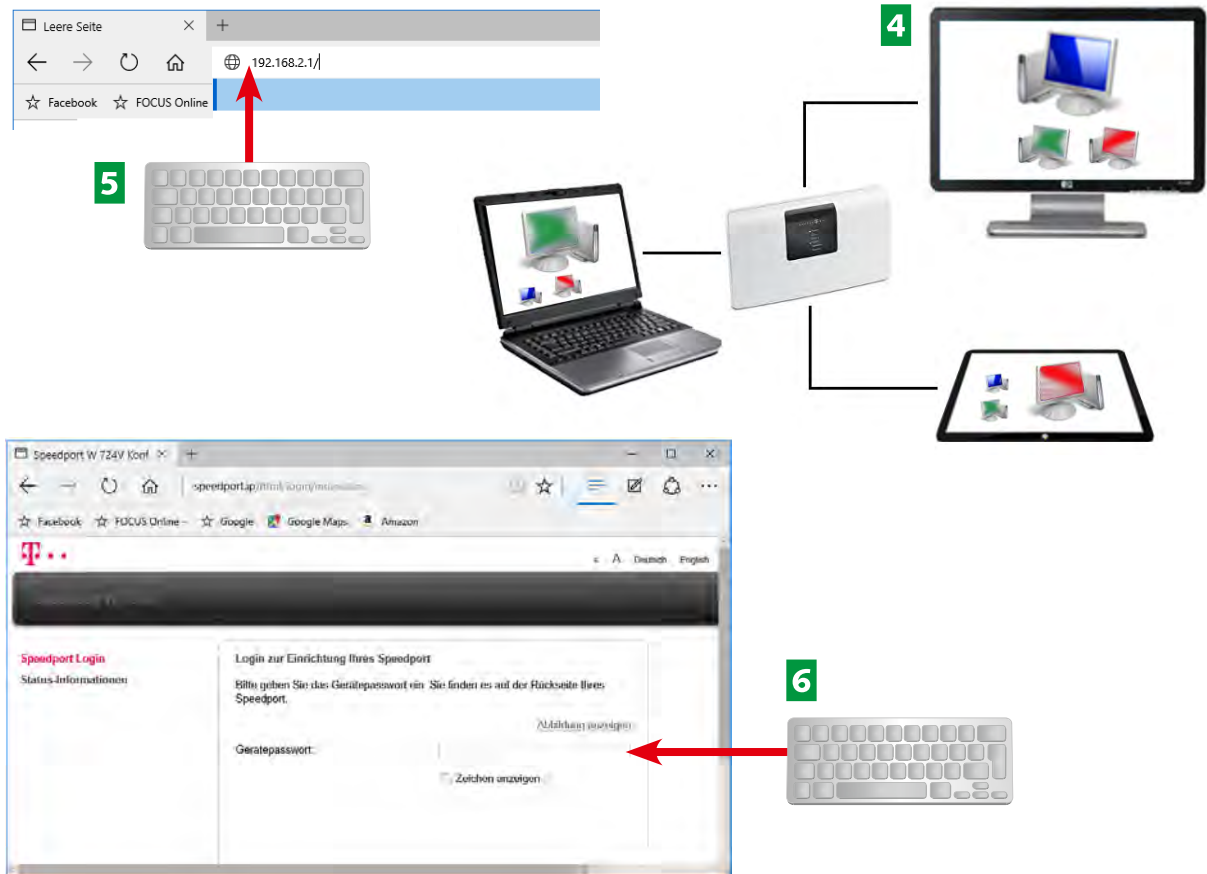 Leere Seite
192.168.2.1/
Facebook FOCUS Online
4
5
Speedport W 724V Konf
speedport.ip/html/login/
Facebook FOCUS Online - Google Google Maps a Amazon
T
A Deutsch English
Speedport Login
Status-Informationen
Login zur Einrichtung Ihres Speedport
Bitte geben Sie das Gerätepasswort ein. Sie finden es auf der Rückseite Ihres
Speedport.
Abbildung anzeigen
Gerätepasswort:
Zeichen anzeigen
6